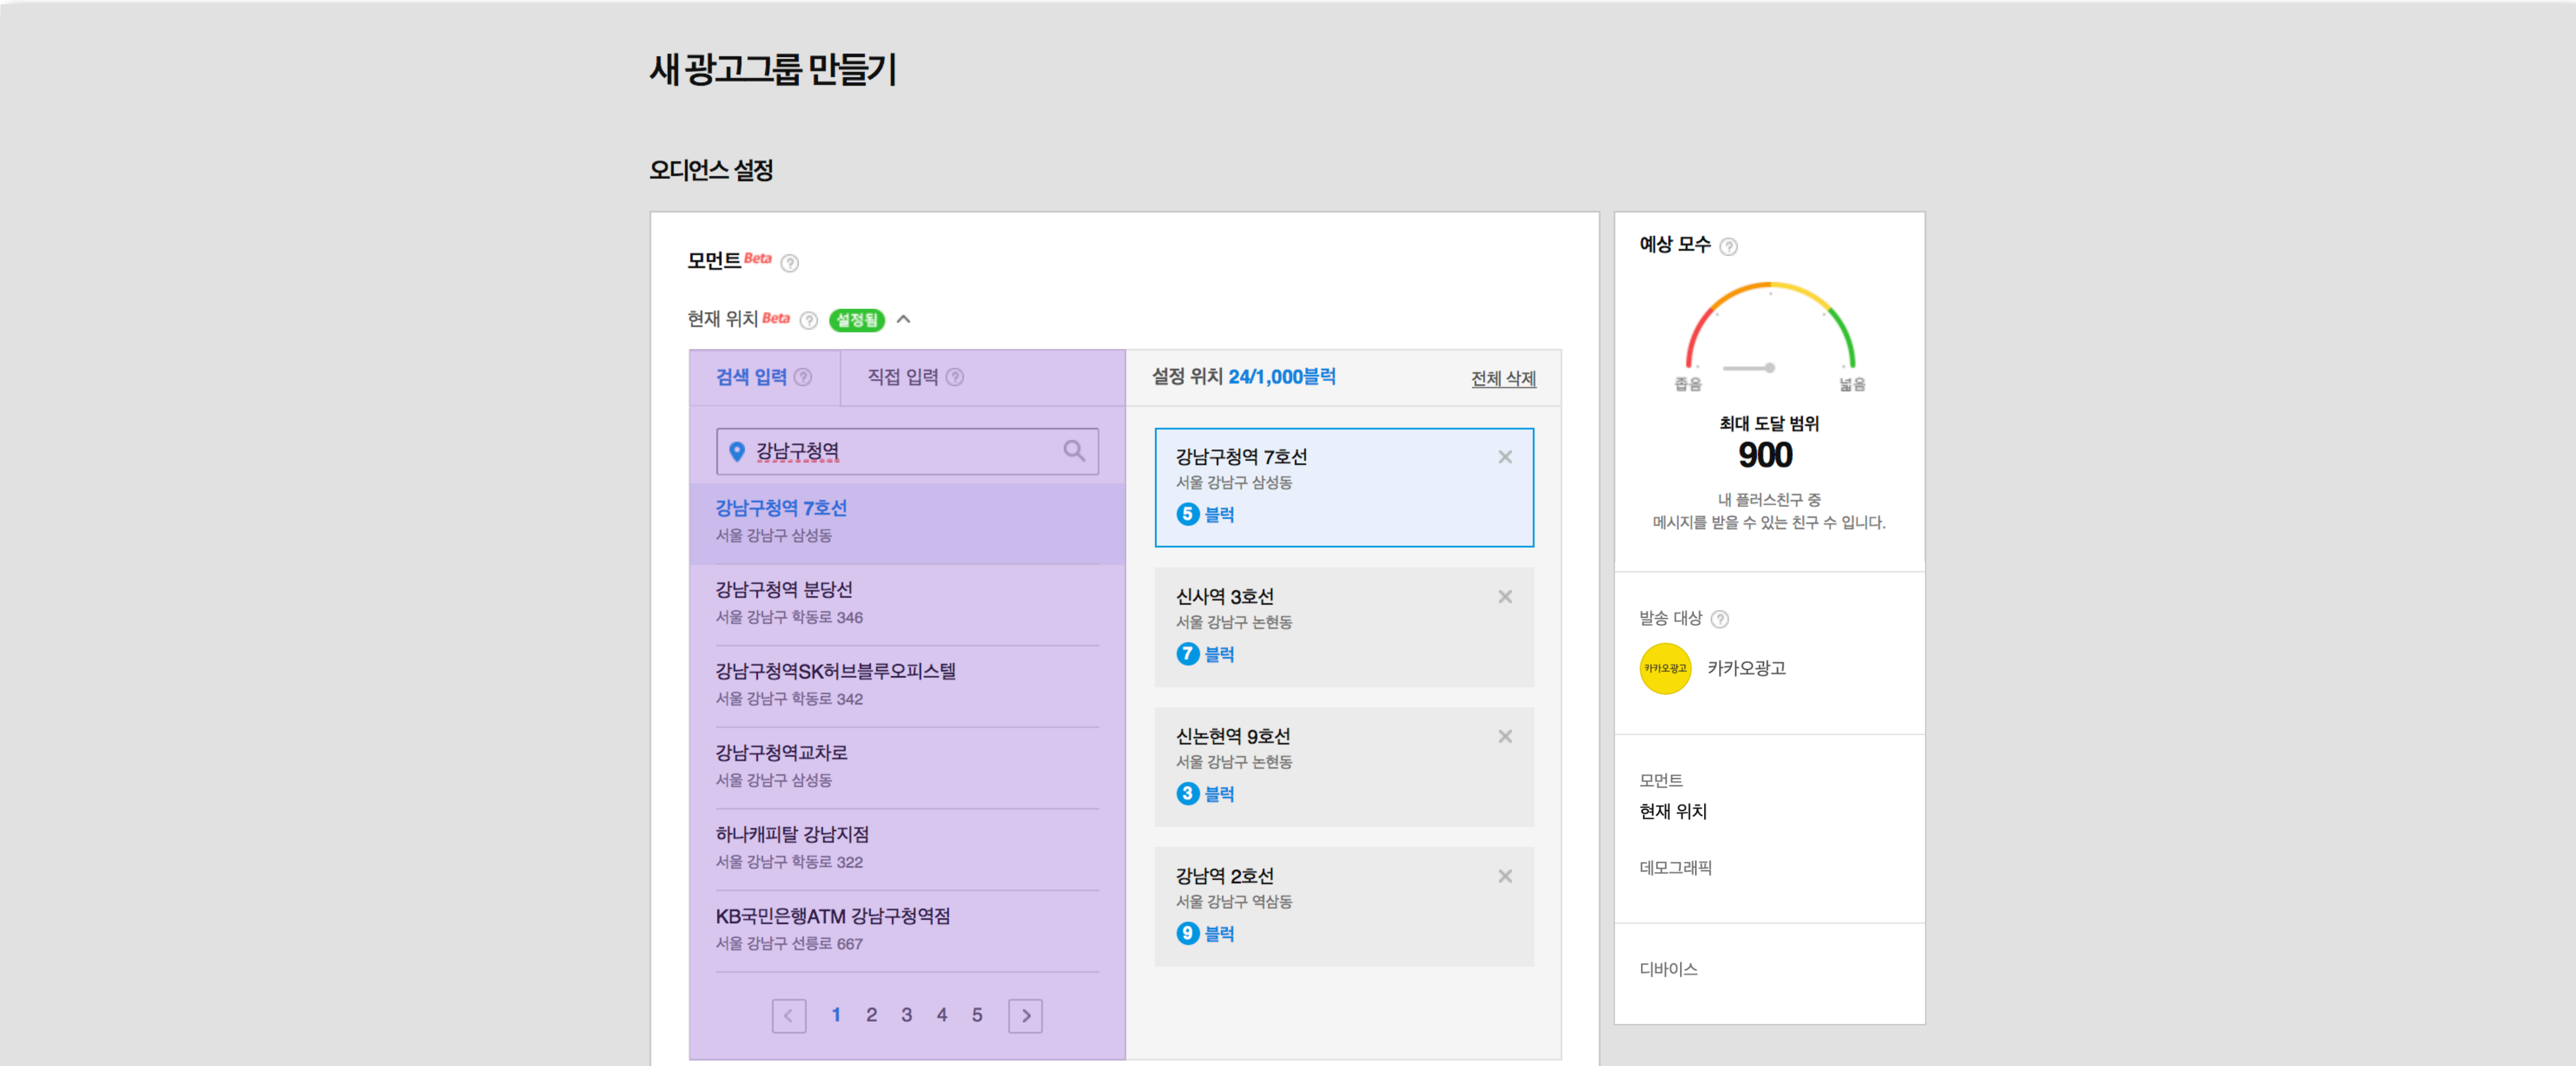 새 광고그룹 만들기
오디언스 설정
모먼트 Beta ?
현재 위치 Beta ? 설정됨
검색 입력 ? 직접 입력 ?
강남구청역
강남구청역 7호선
서울 강남구 삼성동
강남구청역 분당선
서울 강남구 학동로 346
강남구청역SK허브블루오피스텔
서울 강남구 학동로 342
강남구청역교차로
서울 강남구 삼성동
하나캐피탈 강남지점
서울 강남구 학동로 322
KB국민은행ATM 강남구청역점
서울 강남구 선릉로 667
1 2 3 4 5
설정 위치 24/1,000블럭 전체 삭제
강남구청역 7호선
서울 강남구 삼성동
5 블럭
신사역 3호선
서울 강남구 논현동
7 블럭
신논현역 9호선
서울 강남구 논현동
3 블럭
강남역 2호선
서울 강남구 역삼동
9 블럭
예상 모수 ?
좁음 넓음
최대 도달 범위
900
내 플러스친구 중
메시지를 받을 수 있는 친구 수 입니다.
발송 대상 ?
카카오광고 카카오광고
모먼트
현재 위치
데모그래픽
디바이스